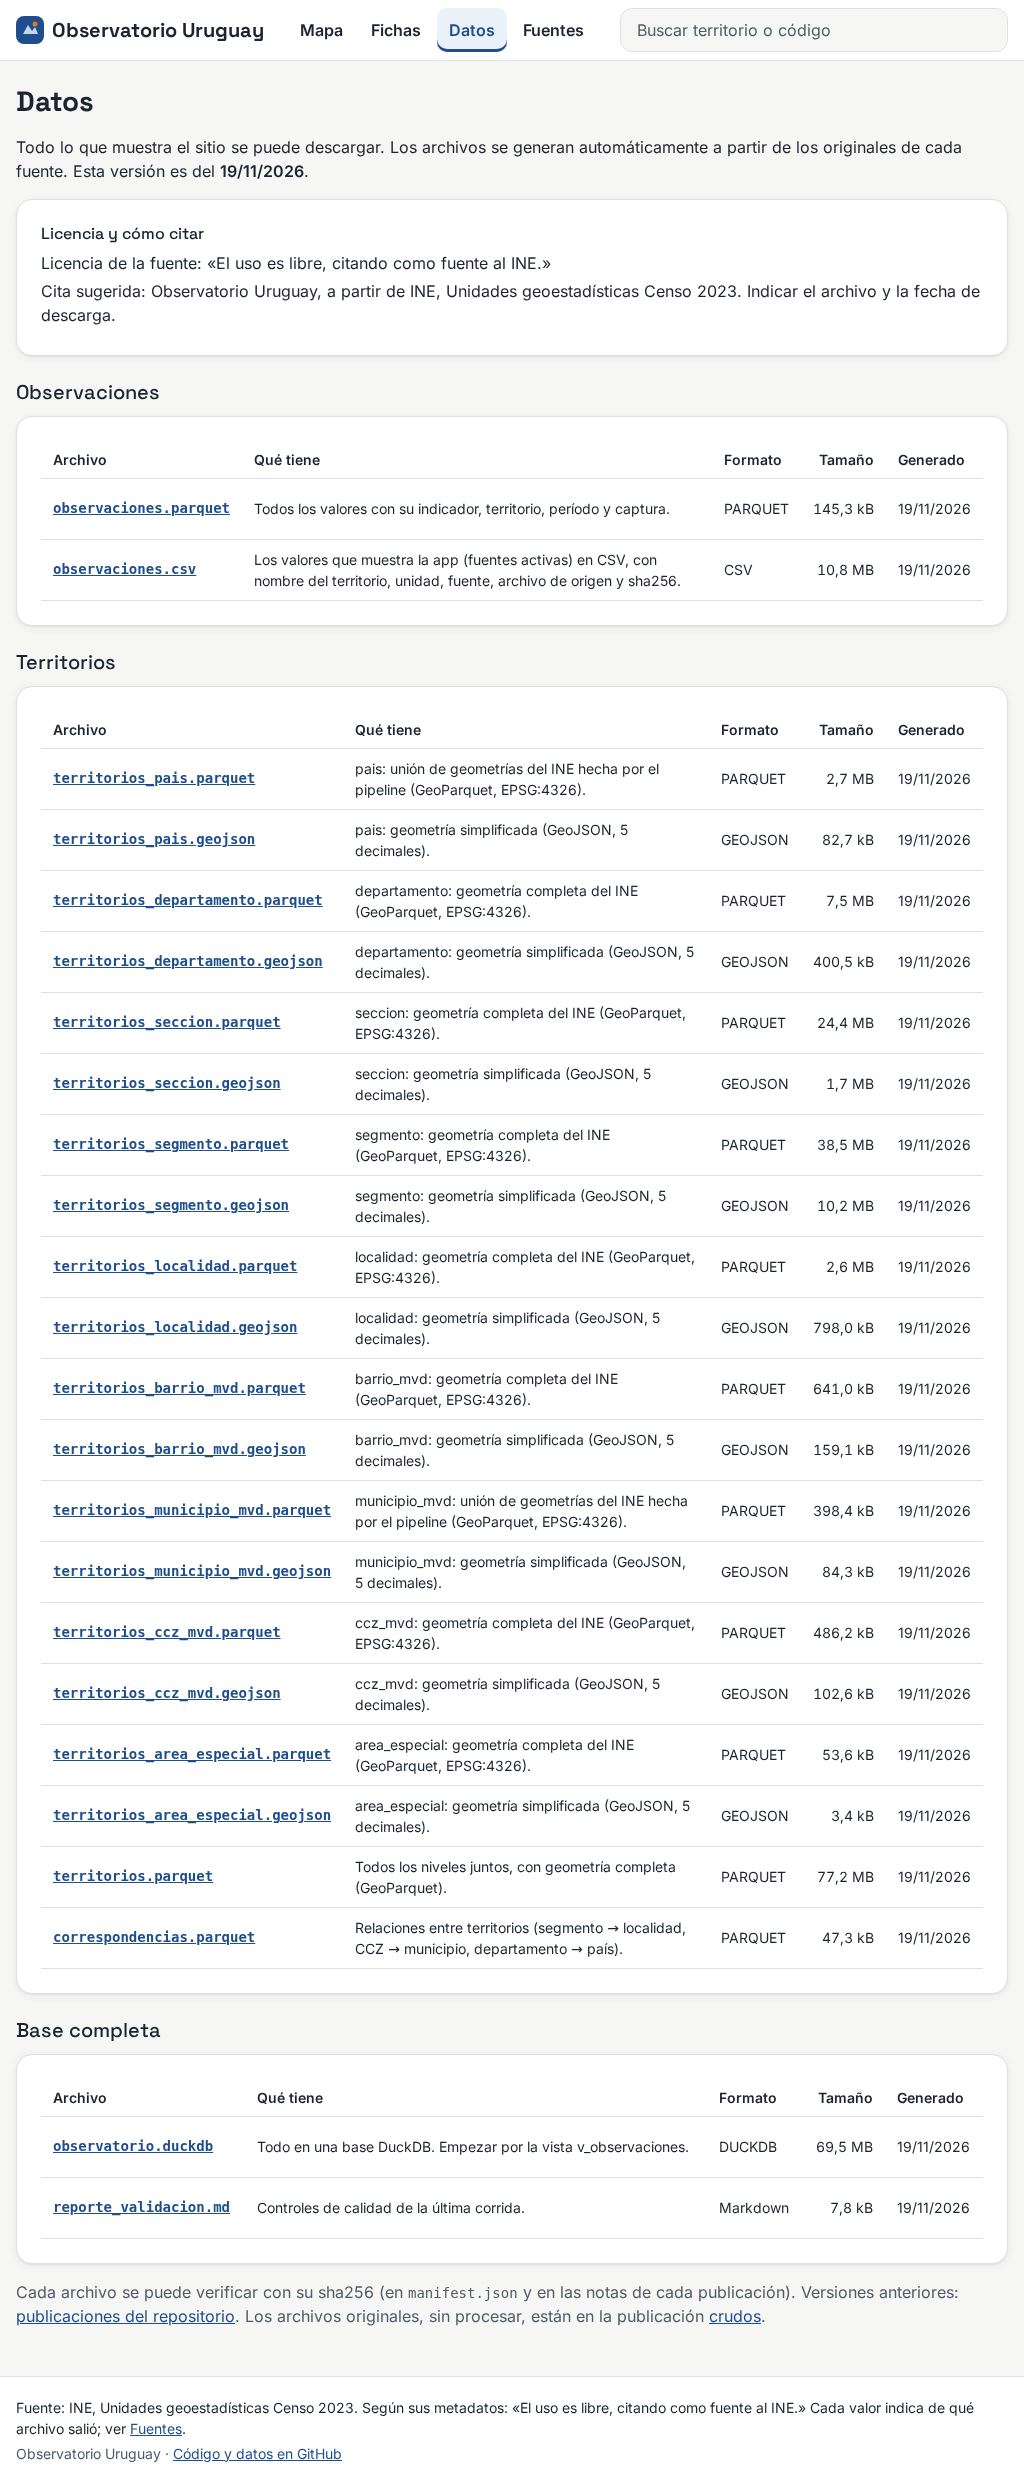 Observatorio Uruguay
Mapa
Fichas
Datos
Fuentes
Buscar territorio o código
Datos
Todo lo que muestra el sitio se puede descargar. Los archivos se generan automáticamente a partir de los originales de cada
fuente. Esta versión es del 19/11/2026.
Licencia y cómo citar
Licencia de la fuente: «El uso es libre, citando como fuente al INE.»
Cita sugerida: Observatorio Uruguay, a partir de INE, Unidades geoestadísticas Censo 2023. Indicar el archivo y la fecha de
descarga.
Observaciones
Archivo Qué tiene Formato Tamaño Generado
observaciones.parquet Todos los valores con su indicador, territorio, período y captura. PARQUET 145,3 kB 19/11/2026
observaciones.csv Los valores que muestra la app (fuentes activas) en CSV, con
nombre del territorio, unidad, fuente, archivo de origen y sha256. CSV 10,8 MB 19/11/2026
Territorios
Archivo Qué tiene Formato Tamaño Generado
territorios_pais.parquet pais: unión de geometrías del INE hecha por el
pipeline (GeoParquet, EPSG:4326). PARQUET 2,7 MB 19/11/2026
territorios_pais.geojson pais: geometría simplificada (GeoJSON, 5
decimales). GEOJSON 82,7 kB 19/11/2026
territorios_departamento.parquet departamento: geometría completa del INE
(GeoParquet, EPSG:4326). PARQUET 7,5 MB 19/11/2026
territorios_departamento.geojson departamento: geometría simplificada (GeoJSON, 5
decimales). GEOJSON 400,5 kB 19/11/2026
territorios_seccion.parquet seccion: geometría completa del INE (GeoParquet,
EPSG:4326). PARQUET 24,4 MB 19/11/2026
territorios_seccion.geojson seccion: geometría simplificada (GeoJSON, 5
decimales). GEOJSON 1,7 MB 19/11/2026
territorios_segmento.parquet segmento: geometría completa del INE
(GeoParquet, EPSG:4326). PARQUET 38,5 MB 19/11/2026
territorios_segmento.geojson segmento: geometría simplificada (GeoJSON, 5
decimales). GEOJSON 10,2 MB 19/11/2026
territorios_localidad.parquet localidad: geometría completa del INE (GeoParquet,
EPSG:4326). PARQUET 2,6 MB 19/11/2026
territorios_localidad.geojson localidad: geometría simplificada (GeoJSON, 5
decimales). GEOJSON 798,0 kB 19/11/2026
territorios_barrio_mvd.parquet barrio_mvd: geometría completa del INE
(GeoParquet, EPSG:4326). PARQUET 641,0 kB 19/11/2026
territorios_barrio_mvd.geojson barrio_mvd: geometría simplificada (GeoJSON, 5
decimales). GEOJSON 159,1 kB 19/11/2026
territorios_municipio_mvd.parquet municipio_mvd: unión de geometrías del INE hecha
por el pipeline (GeoParquet, EPSG:4326). PARQUET 398,4 kB 19/11/2026
territorios_municipio_mvd.geojson municipio_mvd: geometría simplificada (GeoJSON,
5 decimales). GEOJSON 84,3 kB 19/11/2026
territorios_ccz_mvd.parquet ccz_mvd: geometría completa del INE (GeoParquet,
EPSG:4326). PARQUET 486,2 kB 19/11/2026
territorios_ccz_mvd.geojson ccz_mvd: geometría simplificada (GeoJSON, 5
decimales). GEOJSON 102,6 kB 19/11/2026
territorios_area_especial.parquet area_especial: geometría completa del INE
(GeoParquet, EPSG:4326). PARQUET 53,6 kB 19/11/2026
territorios_area_especial.geojson area_especial: geometría simplificada (GeoJSON, 5
decimales). GEOJSON 3,4 kB 19/11/2026
territorios.parquet Todos los niveles juntos, con geometría completa
(GeoParquet). PARQUET 77,2 MB 19/11/2026
correspondencias.parquet Relaciones entre territorios (segmento → localidad,
CCZ → municipio, departamento → país). PARQUET 47,3 kB 19/11/2026
Base completa
Archivo Qué tiene Formato Tamaño Generado
observatorio.duckdb Todo en una base DuckDB. Empezar por la vista v_observaciones. DUCKDB 69,5 MB 19/11/2026
reporte_validacion.md Controles de calidad de la última corrida. Markdown 7,8 kB 19/11/2026
Cada archivo se puede verificar con su sha256 (en manifest.json y en las notas de cada publicación). Versiones anteriores:
publicaciones del repositorio. Los archivos originales, sin procesar, están en la publicación crudos.
Fuente: INE, Unidades geoestadísticas Censo 2023. Según sus metadatos: «El uso es libre, citando como fuente al INE.» Cada valor indica de qué
archivo salió; ver Fuentes.
Observatorio Uruguay · Código y datos en GitHub